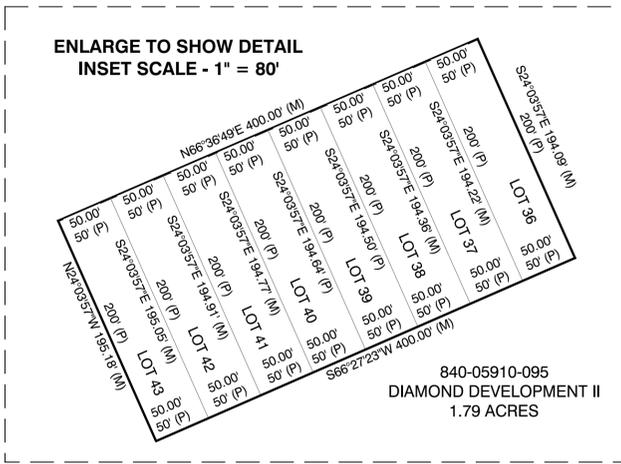 ENLARGE TO SHOW DETAIL
INSET SCALE - 1" = 80'
N66°36'49"E 400.00' (M)
50.00'
50' (P)
50.00'
50' (P)
50.00'
50' (P)
50.00'
50' (P)
50.00'
50' (P)
50.00'
50' (P)
50.00'
50' (P)
50.00'
50' (P)
N24°03'57"W 195.18' (M)
200' (P)
LOT 43
S24°03'57"E 195.05' (M)
200' (P)
LOT 42
S24°03'57"E 194.91' (M)
200' (P)
LOT 41
S24°03'57"E 194.77' (M)
200' (P)
LOT 40
S24°03'57"E 194.64' (P)
200' (P)
LOT 39
S24°03'57"E 194.50' (P)
200' (P)
LOT 38
S24°03'57"E 194.36' (M)
200' (P)
LOT 37
S24°03'57"E 194.22' (M)
200' (P)
LOT 36
S24°03'57"E 194.09' (M)
200' (P)
50.00'
50' (P)
50.00'
50' (P)
50.00'
50' (P)
50.00'
50' (P)
50.00'
50' (P)
50.00'
50' (P)
50.00'
50' (P)
50.00'
50' (P)
S66°27'23"W 400.00' (M)
840-05910-095
DIAMOND DEVELOPMENT II
1.79 ACRES